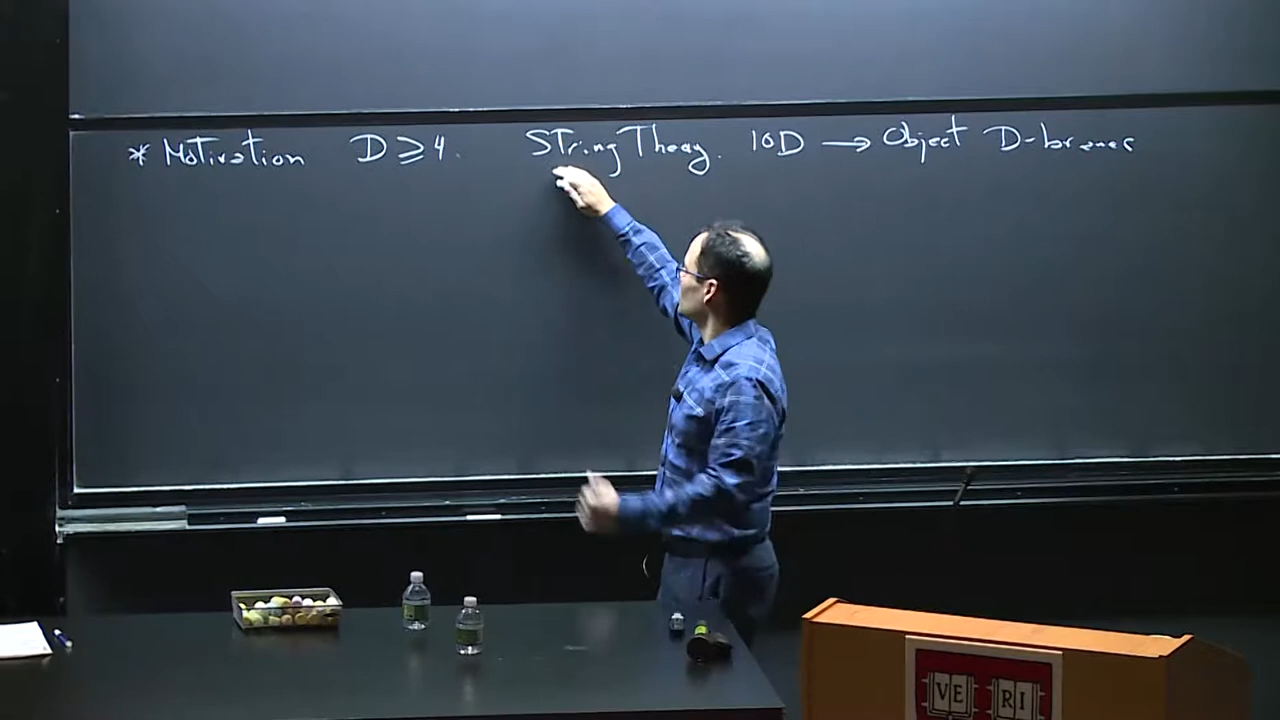 * Motivation D ≥ 4. String Theory. 10D → Object D-branes
VE RI